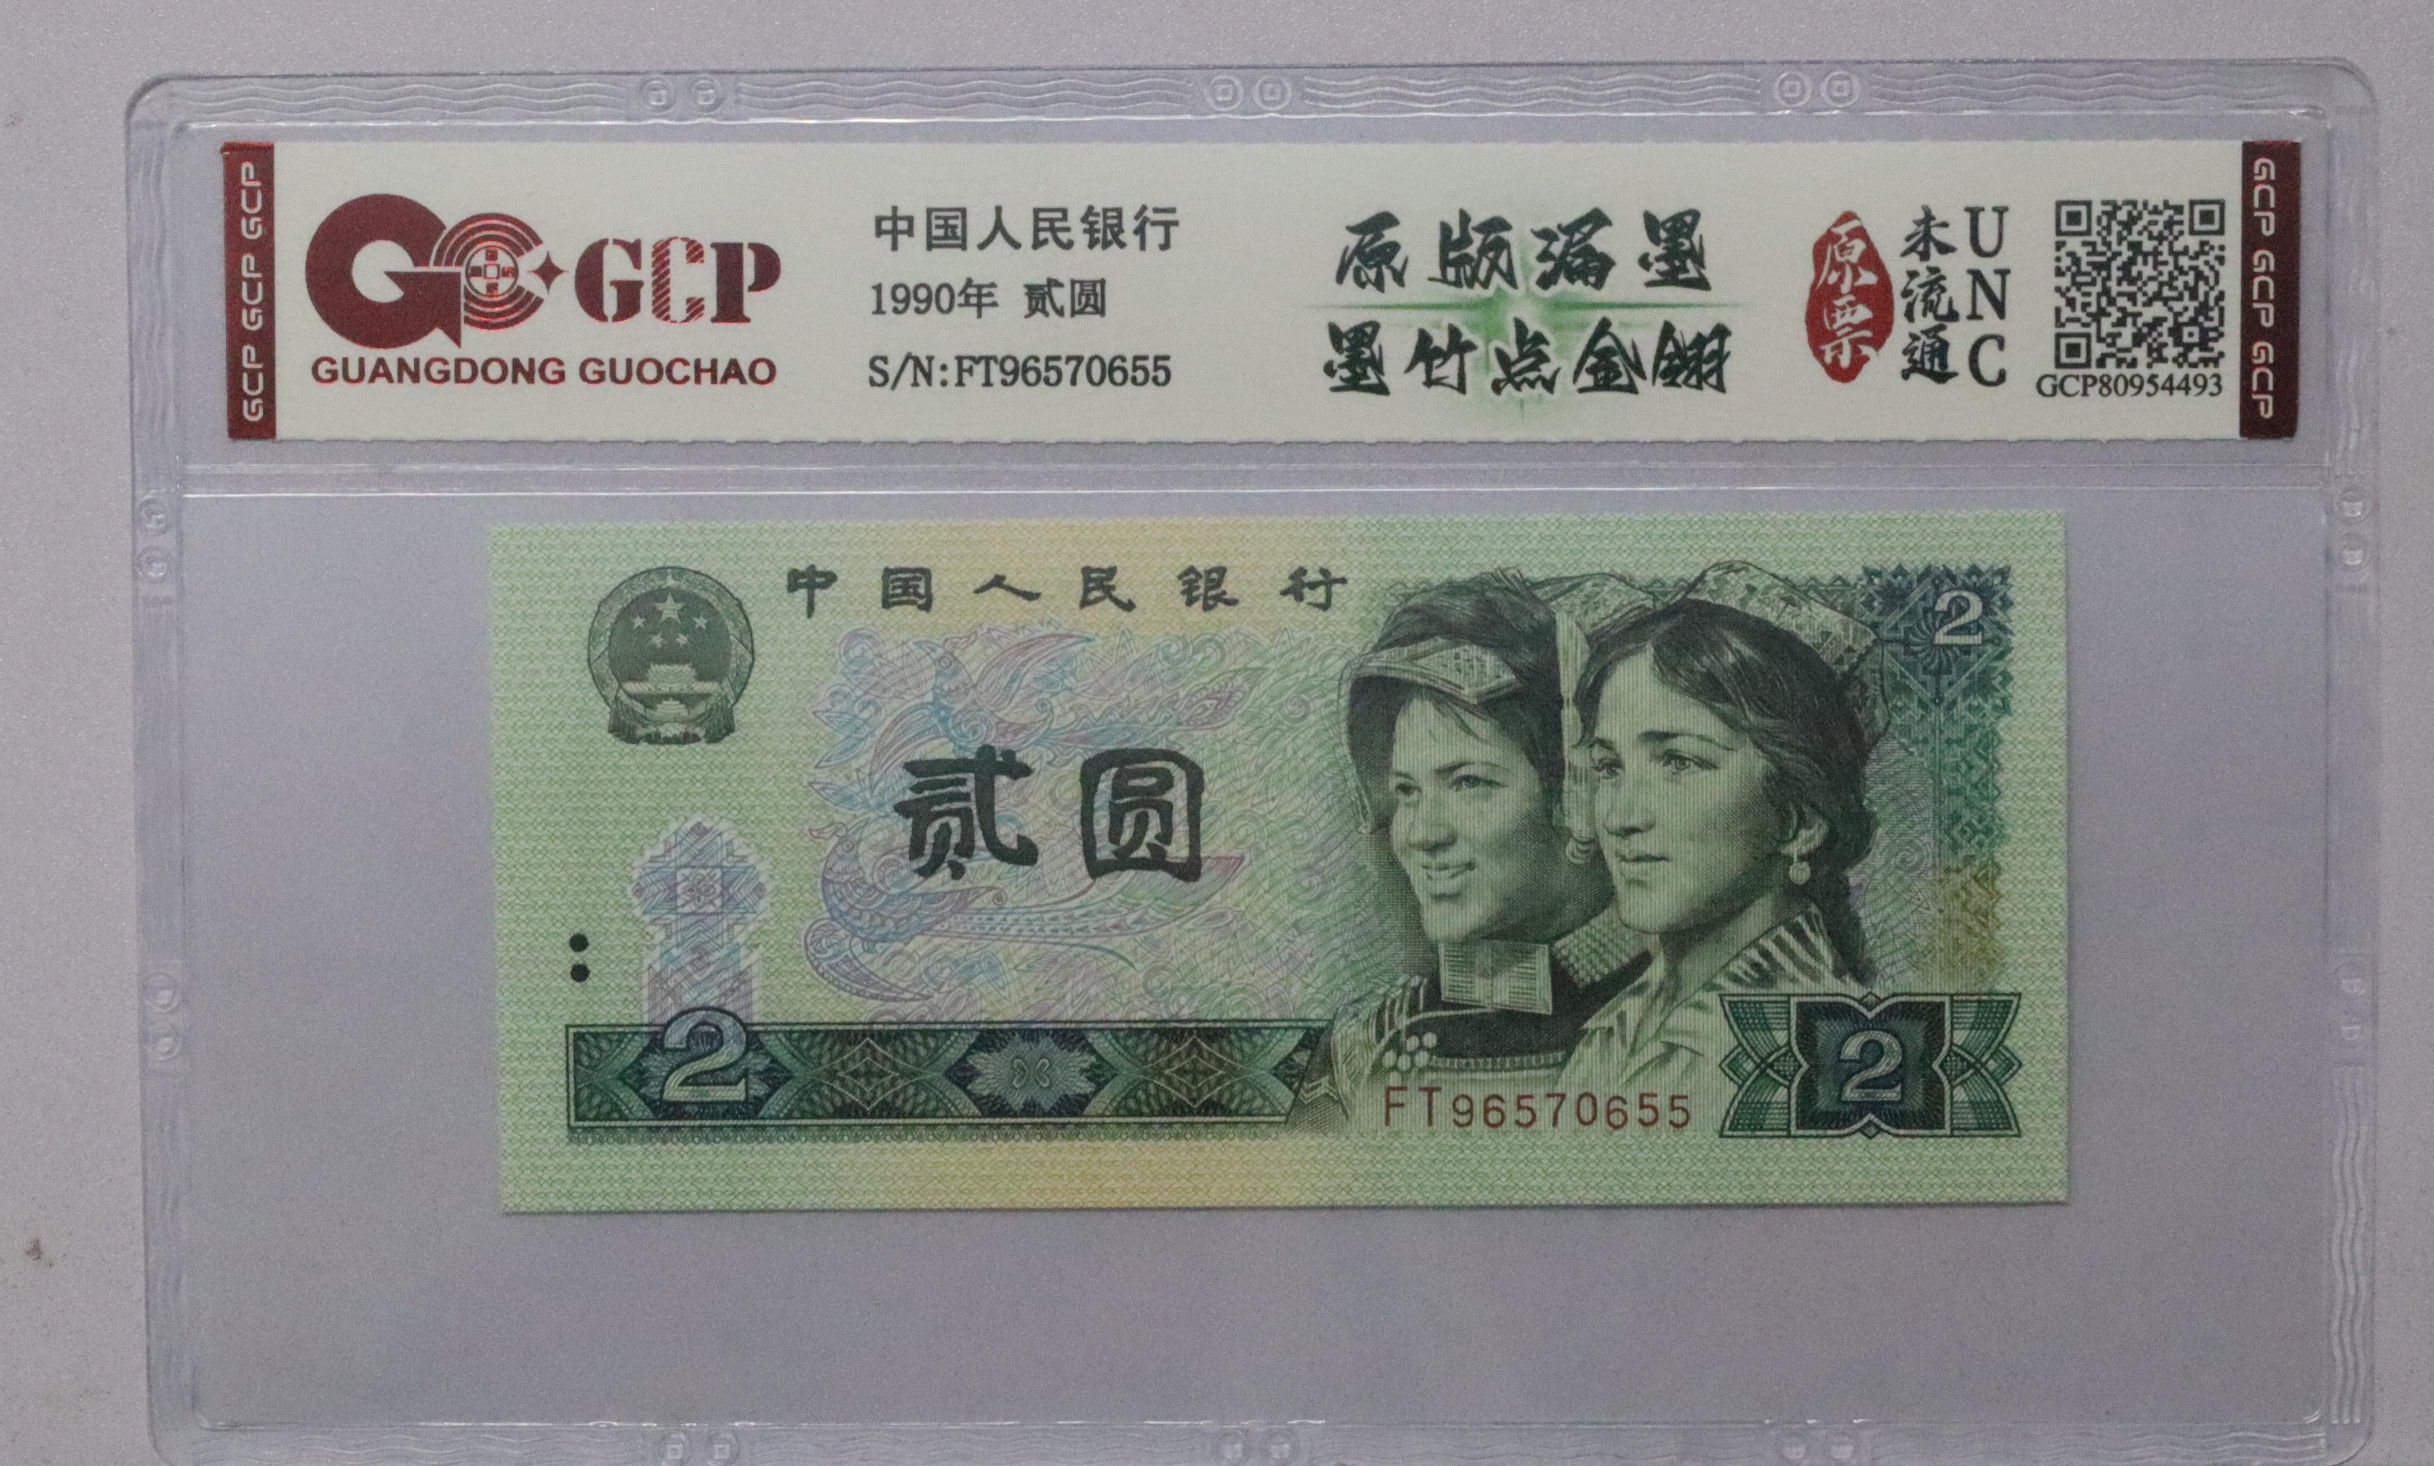 GCP GCP GCP
GCP
GUANGDONG GUOCHAO
中国人民银行
1990年 贰圆
S/N:FT96570655
原版漏墨
墨竹点金翎
原票
未流通
UNC
GCP80954493
GCP GCP GCP
中国人民银行
2
贰圆
2
FT96570655
2